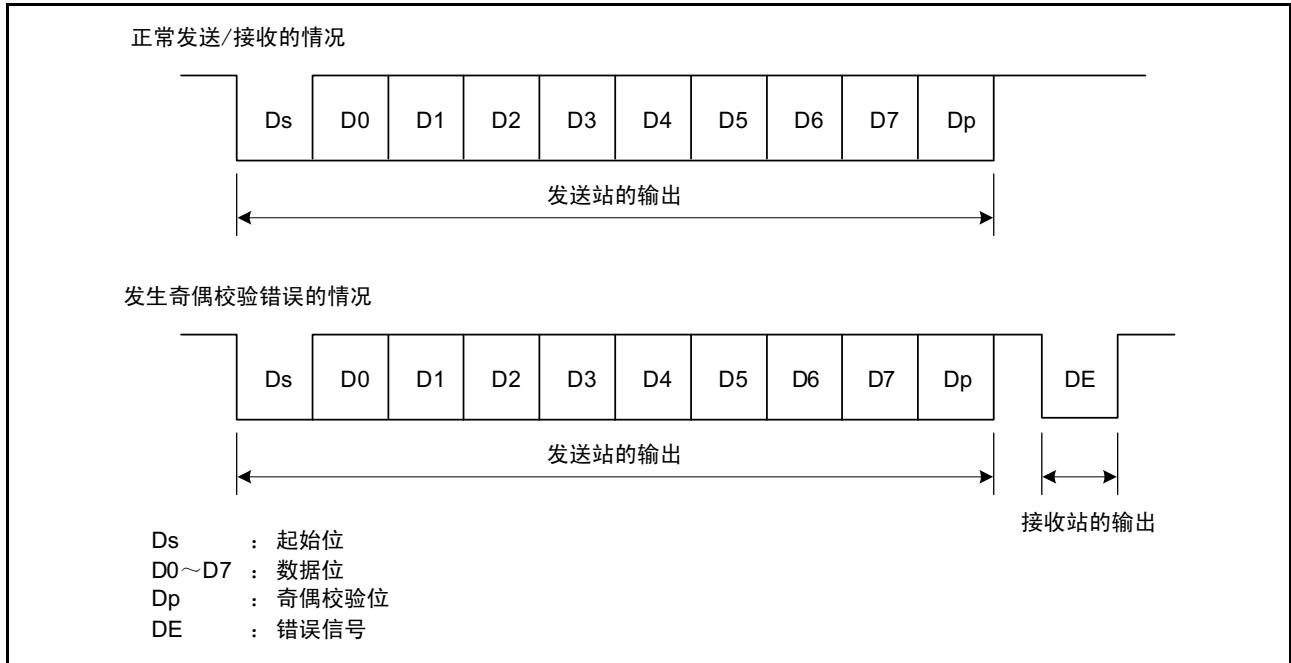 正常发送/接收的情况
Ds D0 D1 D2 D3 D4 D5 D6 D7 Dp
发送站的输出
发生奇偶校验错误的情况
Ds D0 D1 D2 D3 D4 D5 D6 D7 Dp DE
发送站的输出
接收站的输出
Ds : 起始位
D0～D7 : 数据位
Dp : 奇偶校验位
DE : 错误信号